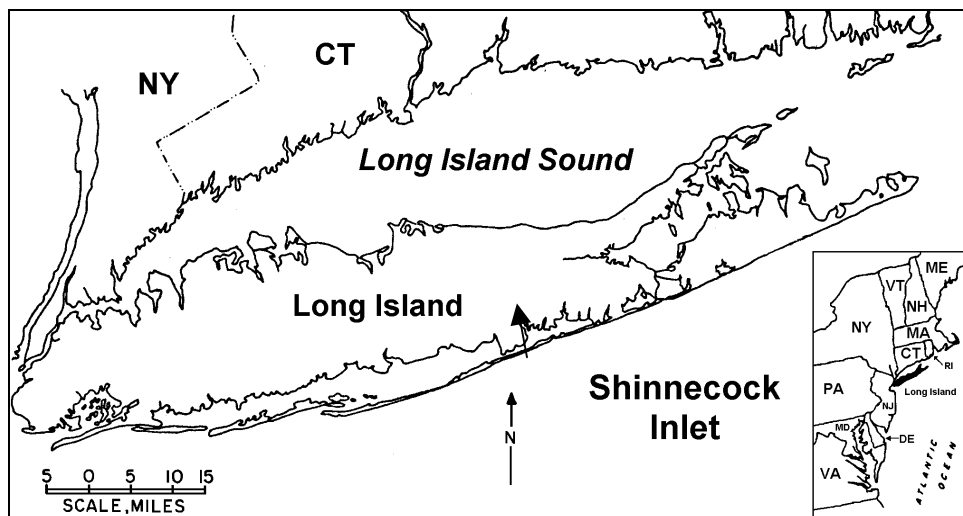 NY
CT
Long Island Sound
Long Island
Shinnecock
Inlet
N
5 0 5 10 15
SCALE, MILES
ME
VT
NH
NY
MA
CT
RI
Long Island
PA
NJ
MD
DE
VA
ATLANTIC
OCEAN